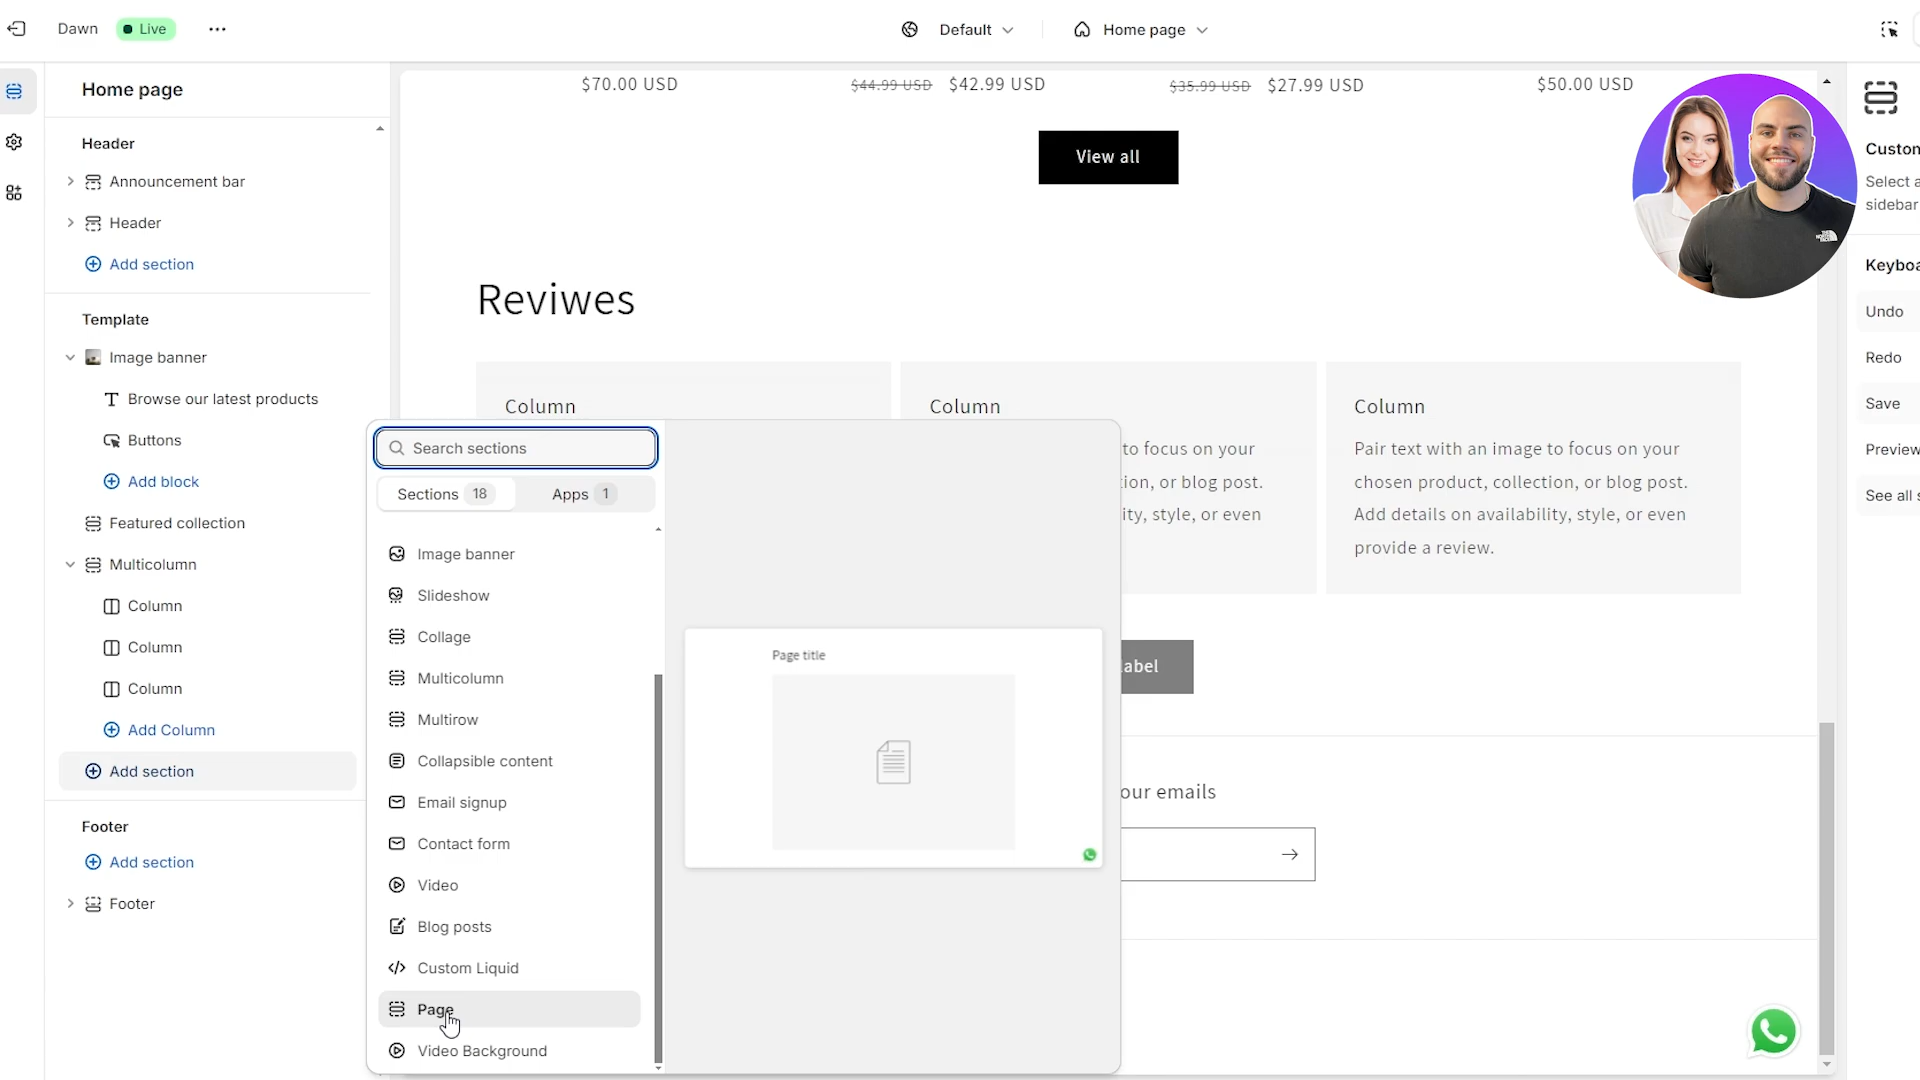 Dawn
Live
Default
Home page
Home page
Header
Announcement bar
Header
Add section
Template
Image banner
Browse our latest products
Buttons
Add block
Featured collection
Multicolumn
Column
Column
Column
Add Column
Add section
Footer
Add section
Footer
Search sections
Sections 18
Apps 1
Image banner
Slideshow
Collage
Multicolumn
Multirow
Collapsible content
Email signup
Contact form
Video
Blog posts
Custom Liquid
Page
Video Background
Page title
$70.00 USD
$44.99 USD $42.99 USD
$35.99 USD $27.99 USD
$50.00 USD
View all
Reviwes
Column
Column
to focus on your
ion, or blog post.
ity, style, or even
Column
Pair text with an image to focus on your
chosen product, collection, or blog post.
Add details on availability, style, or even
provide a review.
label
our emails
THE NORTH FACE
Custon
Select a
sidebar
Keyboa
Undo
Redo
Save
Preview
See all s